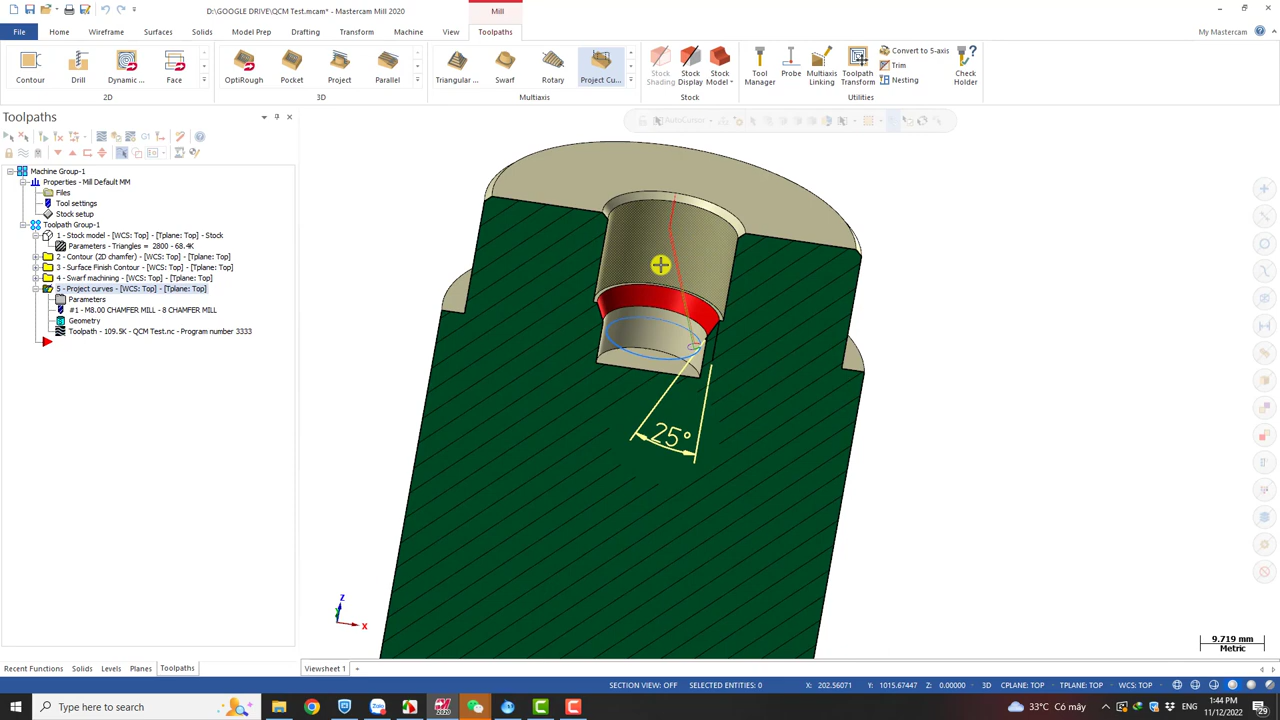 D:\GOOGLE DRIVE\QCM Test.mcam* - Mastercam Mill 2020
Mill
File Home Wireframe Surfaces Solids Model Prep Drafting Transform Machine View Toolpaths
My Mastercam
Contour Drill Dynamic ... Face
OptiRough Pocket Project Parallel
Triangular ... Swarf Rotary Project Cu...
Stock Shading
Stock Display
Stock Model
Tool Manager
Probe
Multiaxis Linking
Toolpath Transform
Convert to 5-axis
Trim
Nesting
Check Holder
2D 3D Multiaxis Stock Utilities
Toolpaths
AutoCursor
Machine Group-1
Properties - Mill Default MM
Files
Tool settings
Stock setup
Toolpath Group-1
1 - Stock model - [WCS: Top] - [Tplane: Top] - Stock
Parameters - Triangles = 2800 - 68.4K
2 - Contour (2D chamfer) - [WCS: Top] - [Tplane: Top]
3 - Surface Finish Contour - [WCS: Top] - [Tplane: Top]
4 - Swarf machining - [WCS: Top] - [Tplane: Top]
5 - Project curves - [WCS: Top] - [Tplane: Top]
Parameters
#1 - M8.00 CHAMFER MILL - 8 CHAMFER MILL
Geometry
Toolpath - 109.5K - QCM Test.nc - Program number 3333
25°
Z
X
9.719 mm
Metric
Recent Functions Solids Levels Planes Toolpaths
Viewsheet 1 +
SECTION VIEW: OFF SELECTED ENTITIES: 0 X: 202.56071 Y: 1015.67447 Z: 0.00000 3D CPLANE: TOP TPLANE: TOP WCS: TOP
Type here to search
33°C Có mây
ENG
1:44 PM
11/12/2022
29